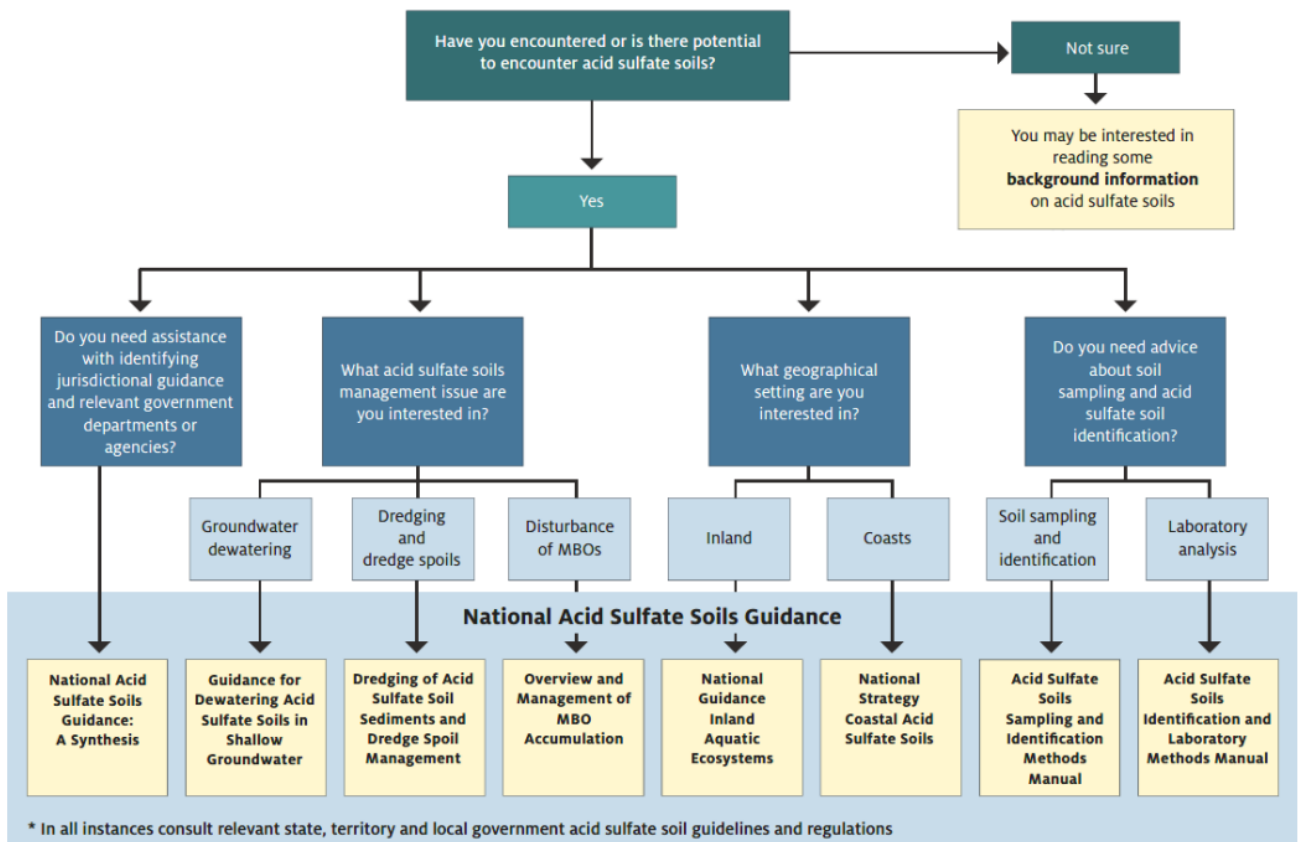 Have you encountered or is there potential
to encounter acid sulfate soils?
Not sure
You may be interested in
reading some
background information
on acid sulfate soils
Yes
Do you need assistance
with identifying
jurisdictional guidance
and relevant government
departments or
agencies?
What acid sulfate soils
management issue are
you interested in?
What geographical
setting are you
interested in?
Do you need advice
about soil
sampling and acid
sulfate soil
identification?
Groundwater
dewatering
Dredging
and
dredge spoils
Disturbance
of MBOs
Inland
Coasts
Soil sampling
and
identification
Laboratory
analysis
National Acid Sulfate Soils Guidance
National Acid
Sulfate Soils
Guidance:
A Synthesis
Guidance for
Dewatering Acid
Sulfate Soils in
Shallow
Groundwater
Dredging of Acid
Sulfate Soil
Sediments and
Dredge Spoil
Management
Overview and
Management of
MBO
Accumulation
National
Guidance
Inland
Aquatic
Ecosystems
National
Strategy
Coastal Acid
Sulfate Soils
Acid Sulfate
Soils
Sampling and
Identification
Methods
Manual
Acid Sulfate
Soils
Identification and
Laboratory
Methods Manual
* In all instances consult relevant state, territory and local government acid sulfate soil guidelines and regulations